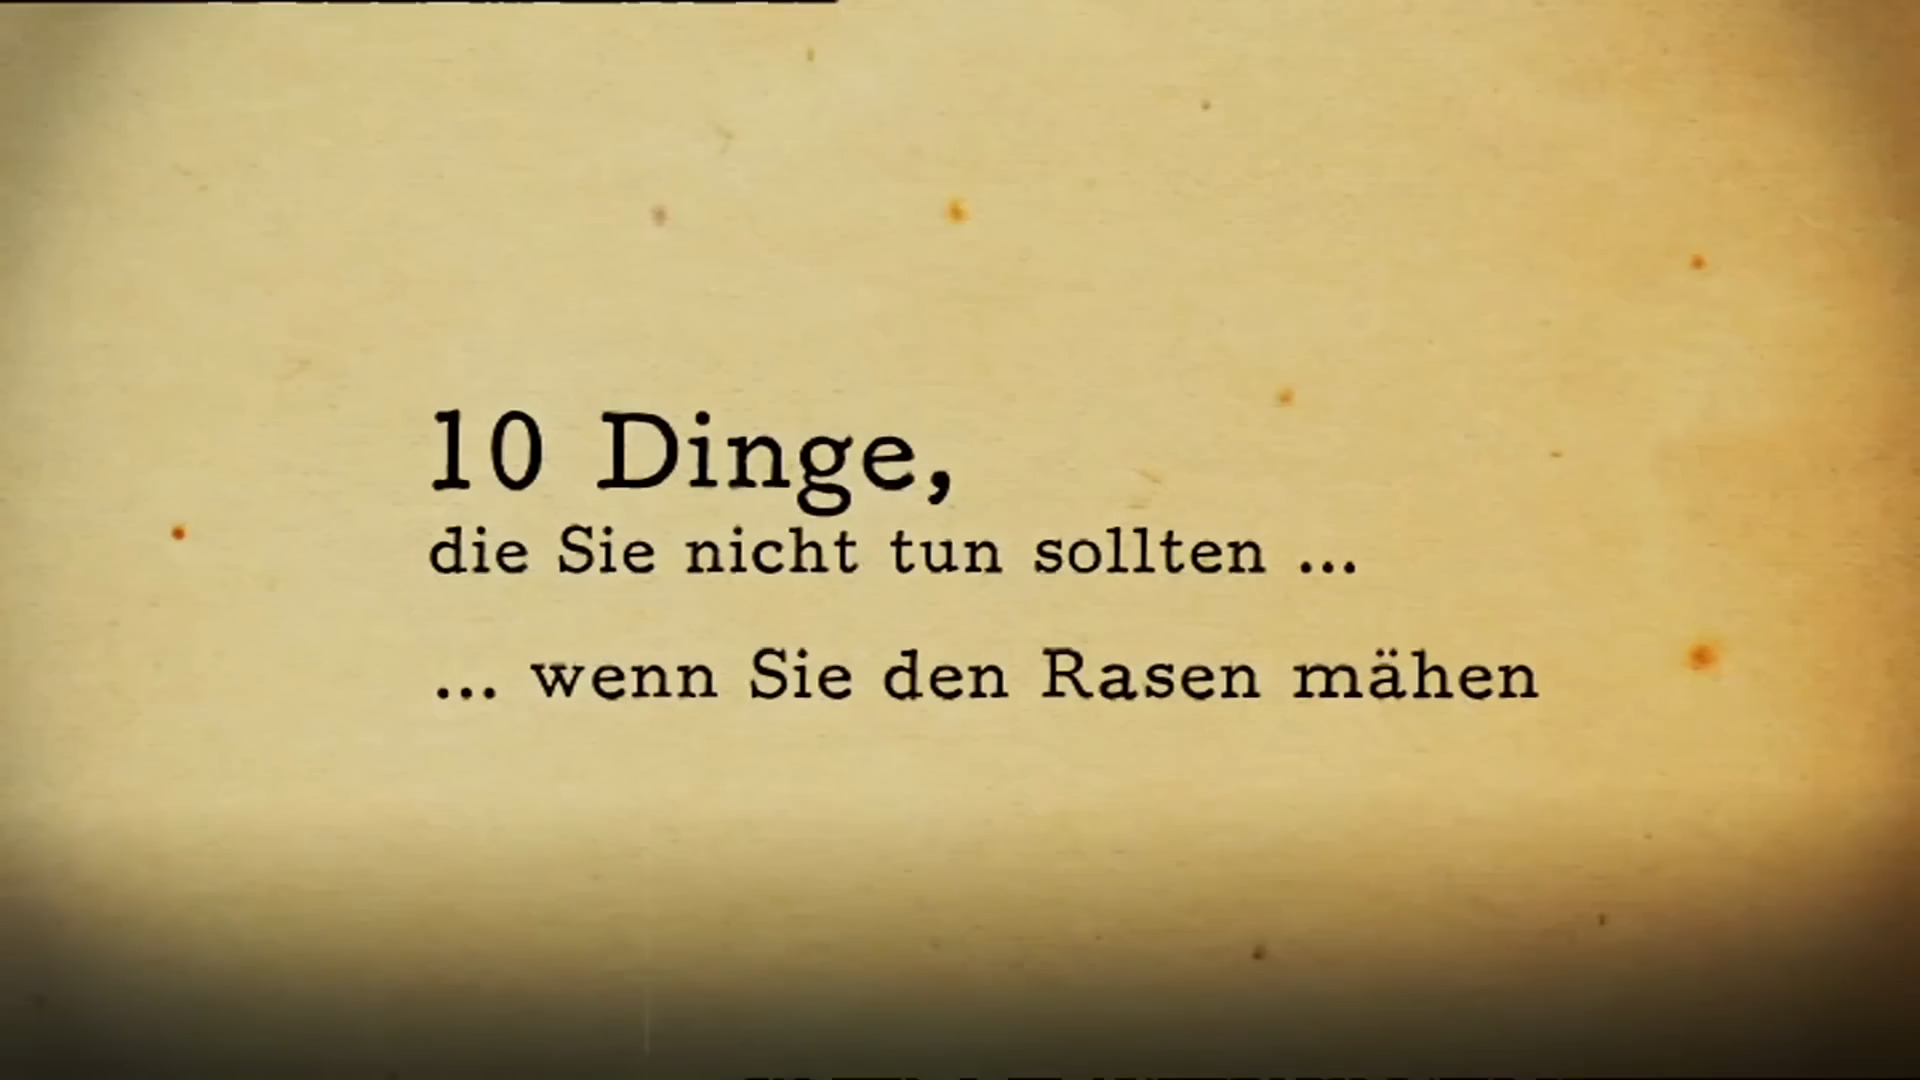 10 Dinge,
die Sie nicht tun sollten ...
... wenn Sie den Rasen mähen